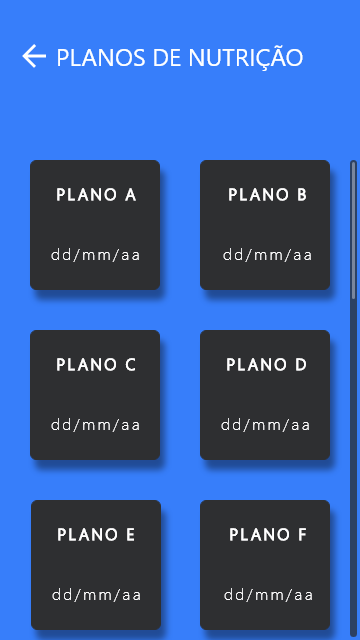 PLANOS DE NUTRIÇÃO
PLANO A
PLANO B
dd/mm/aa
dd/mm/aa
PLANO C
PLANO D
dd/mm/aa
dd/mm/aa
PLANO E
PLANO F
dd/mm/aa
dd/mm/aa